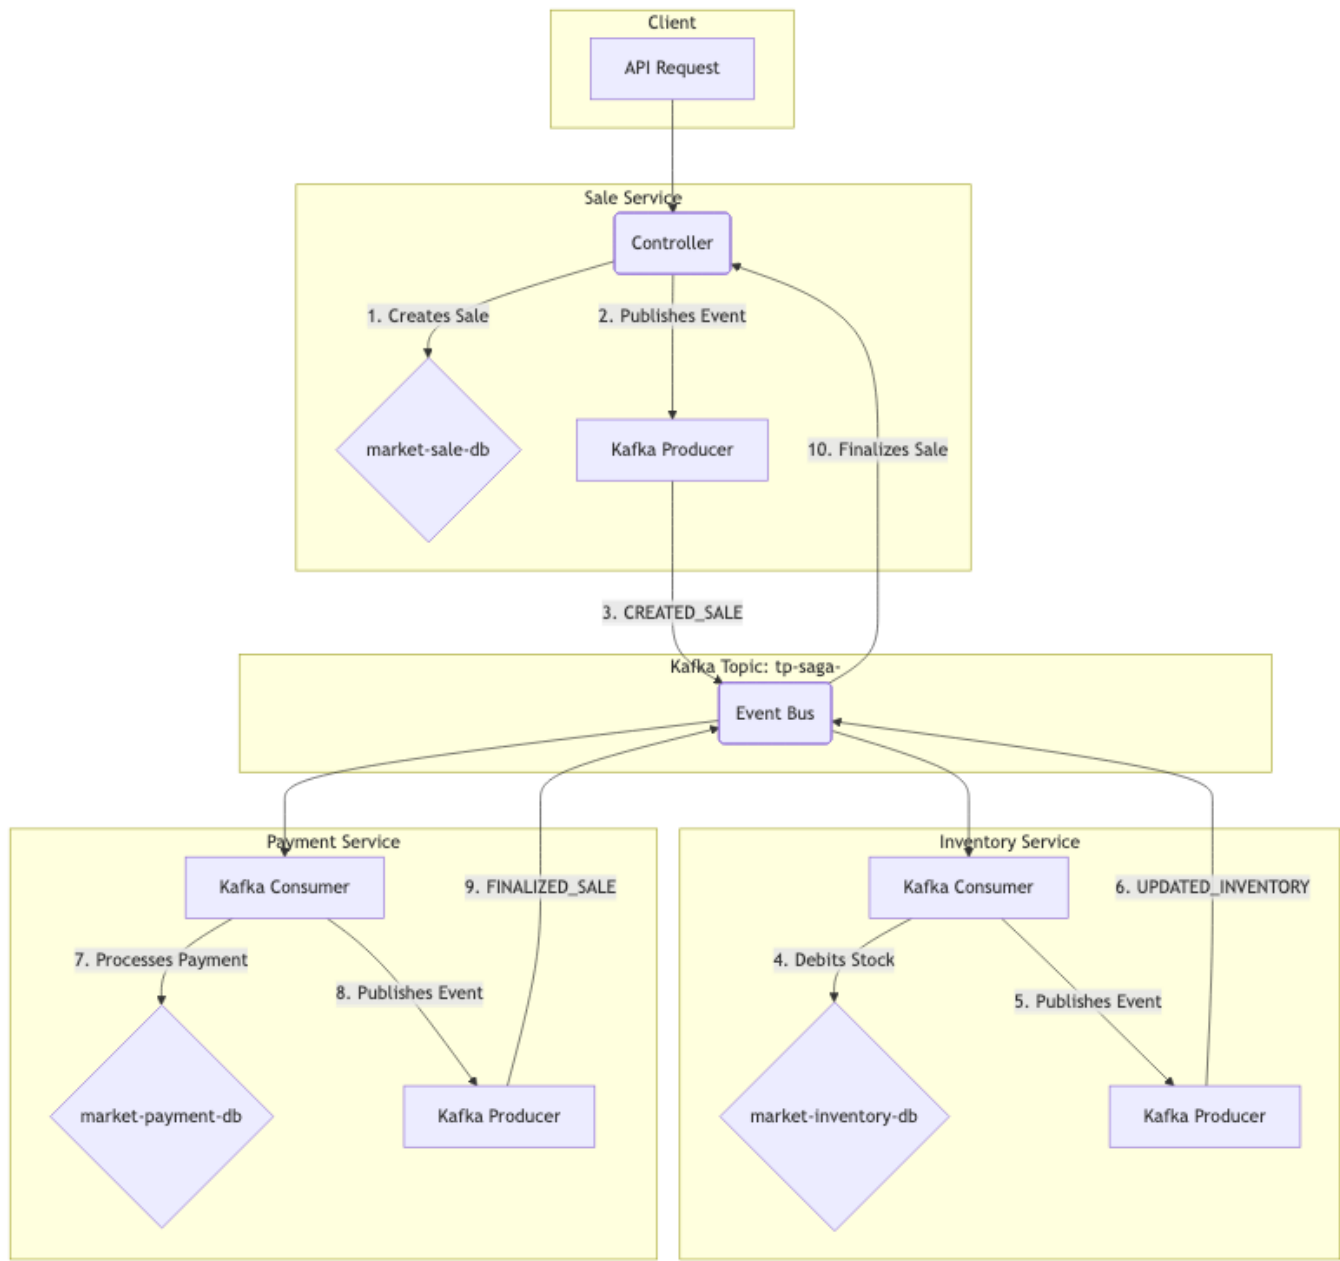 Client
API Request
Sale Service
Controller
1. Creates Sale
2. Publishes Event
market-sale-db
Kafka Producer
10. Finalizes Sale
3. CREATED_SALE
Kafka Topic: tp-saga-
Event Bus
Payment Service
Kafka Consumer
9. FINALIZED_SALE
7. Processes Payment
8. Publishes Event
market-payment-db
Kafka Producer
Inventory Service
Kafka Consumer
6. UPDATED_INVENTORY
4. Debits Stock
5. Publishes Event
market-inventory-db
Kafka Producer